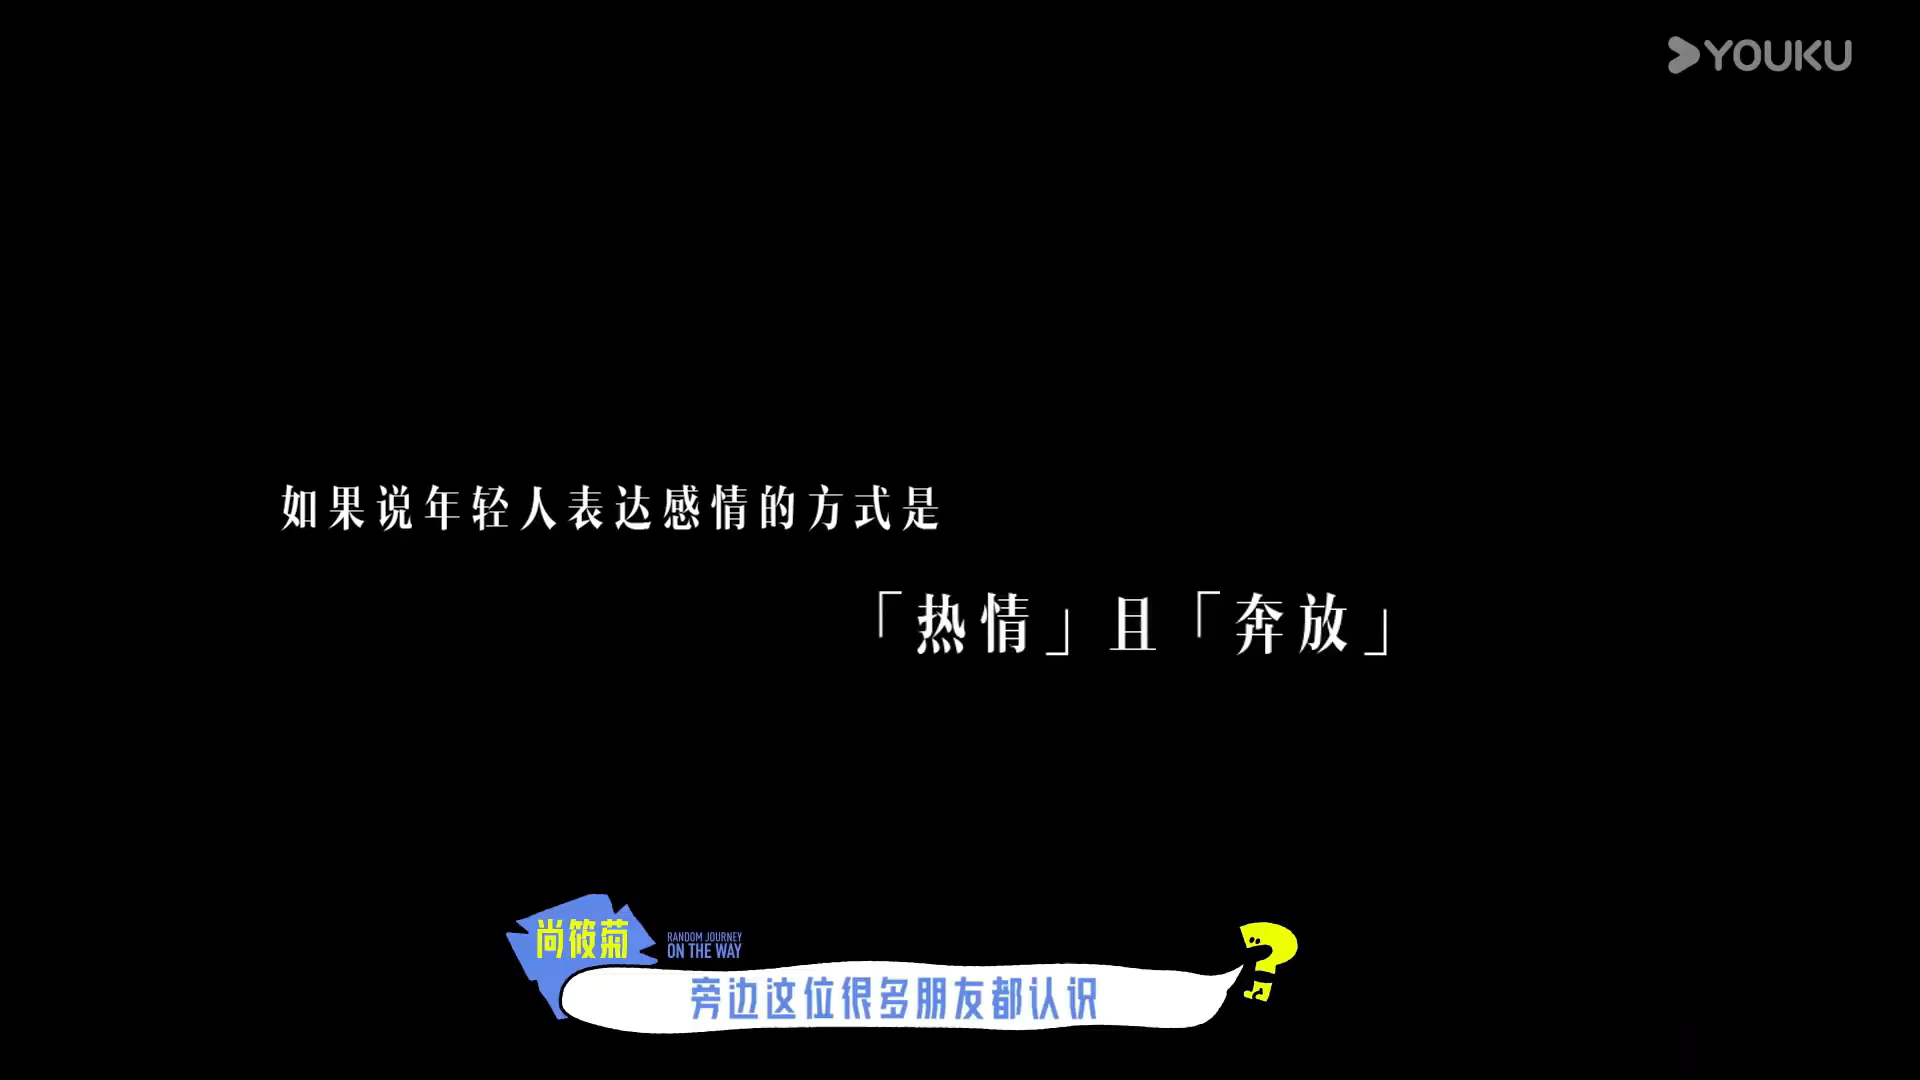 YOUKU
如果说年轻人表达感情的方式是
「热情」且「奔放」
尚筱菊
RANDOM JOURNEY
ON THE WAY
旁边这位很多朋友都认识